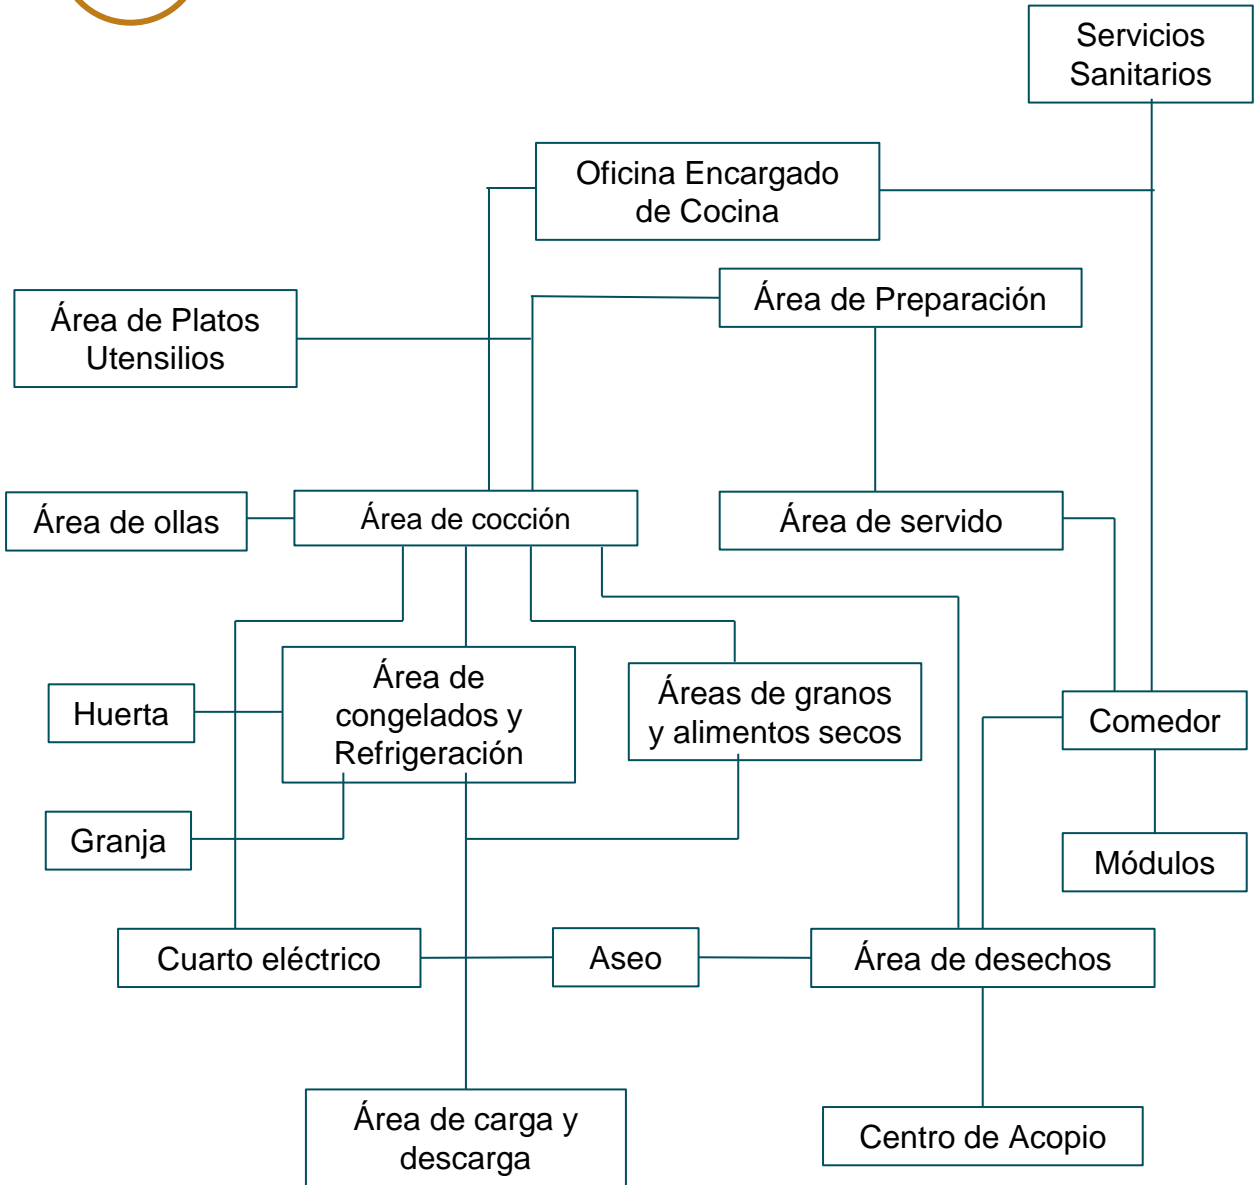 Servicios
Sanitarios
Oficina Encargado
de Cocina
Área de Preparación
Área de Platos
Utensilios
Área de ollas
Área de cocción
Área de servido
Huerta
Área de
congelados y
Refrigeración
Áreas de granos
y alimentos secos
Comedor
Granja
Módulos
Cuarto eléctrico
Aseo
Área de desechos
Área de carga y
descarga
Centro de Acopio